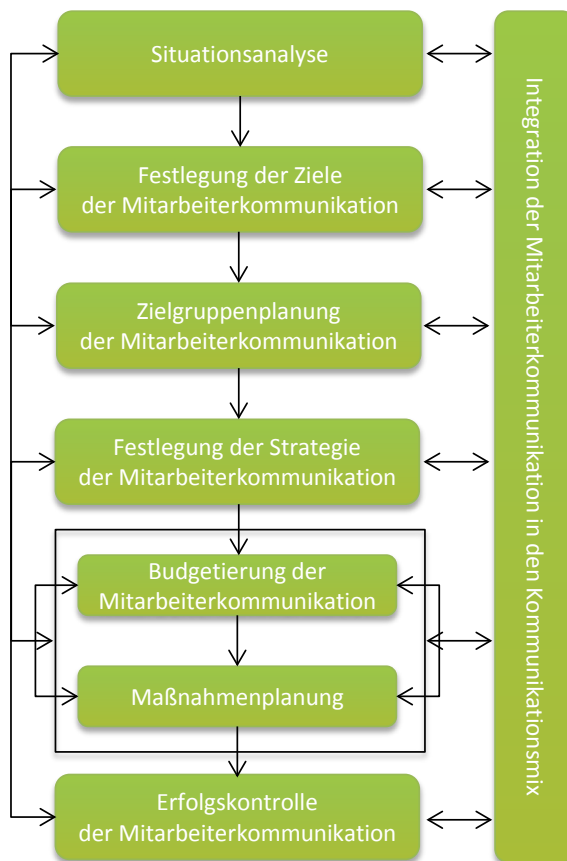 Situationsanalyse
Festlegung der Ziele
der Mitarbeiterkommunikation
Zielgruppenplanung
der Mitarbeiterkommunikation
Festlegung der Strategie
der Mitarbeiterkommunikation
Budgetierung der
Mitarbeiterkommunikation
Maßnahmenplanung
Erfolgskontrolle
der Mitarbeiterkommunikation
Integration der Mitarbeiterkommunikation in den Kommunikationsmix